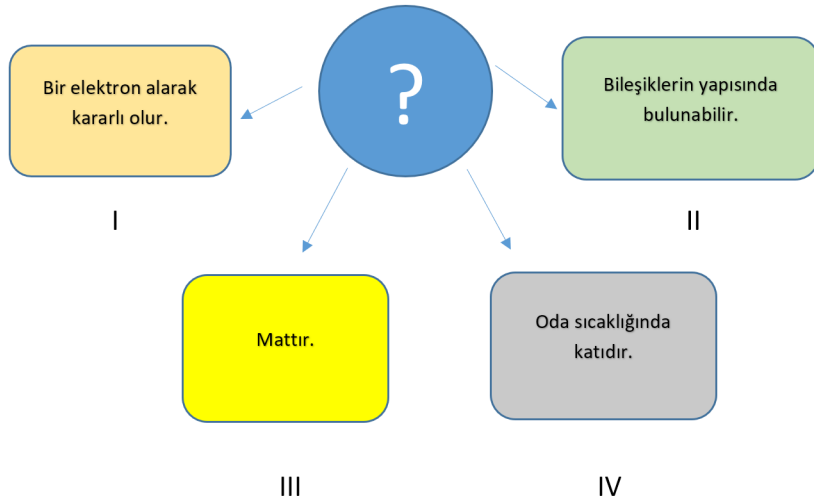 ?
Bir elektron alarak
kararlı olur.
Bileşiklerin yapısında
bulunabilir.
I
II
Mattır.
Oda sıcaklığında
katıdır.
III
IV